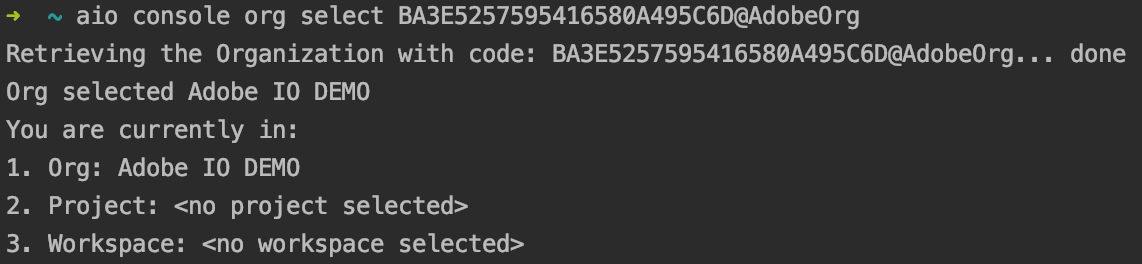 ➜ ~ aio console org select BA3E5257595416580A495C6D@AdobeOrg
Retrieving the Organization with code: BA3E5257595416580A495C6D@AdobeOrg... done
Org selected Adobe IO DEMO
You are currently in:
1. Org: Adobe IO DEMO
2. Project: <no project selected>
3. Workspace: <no workspace selected>